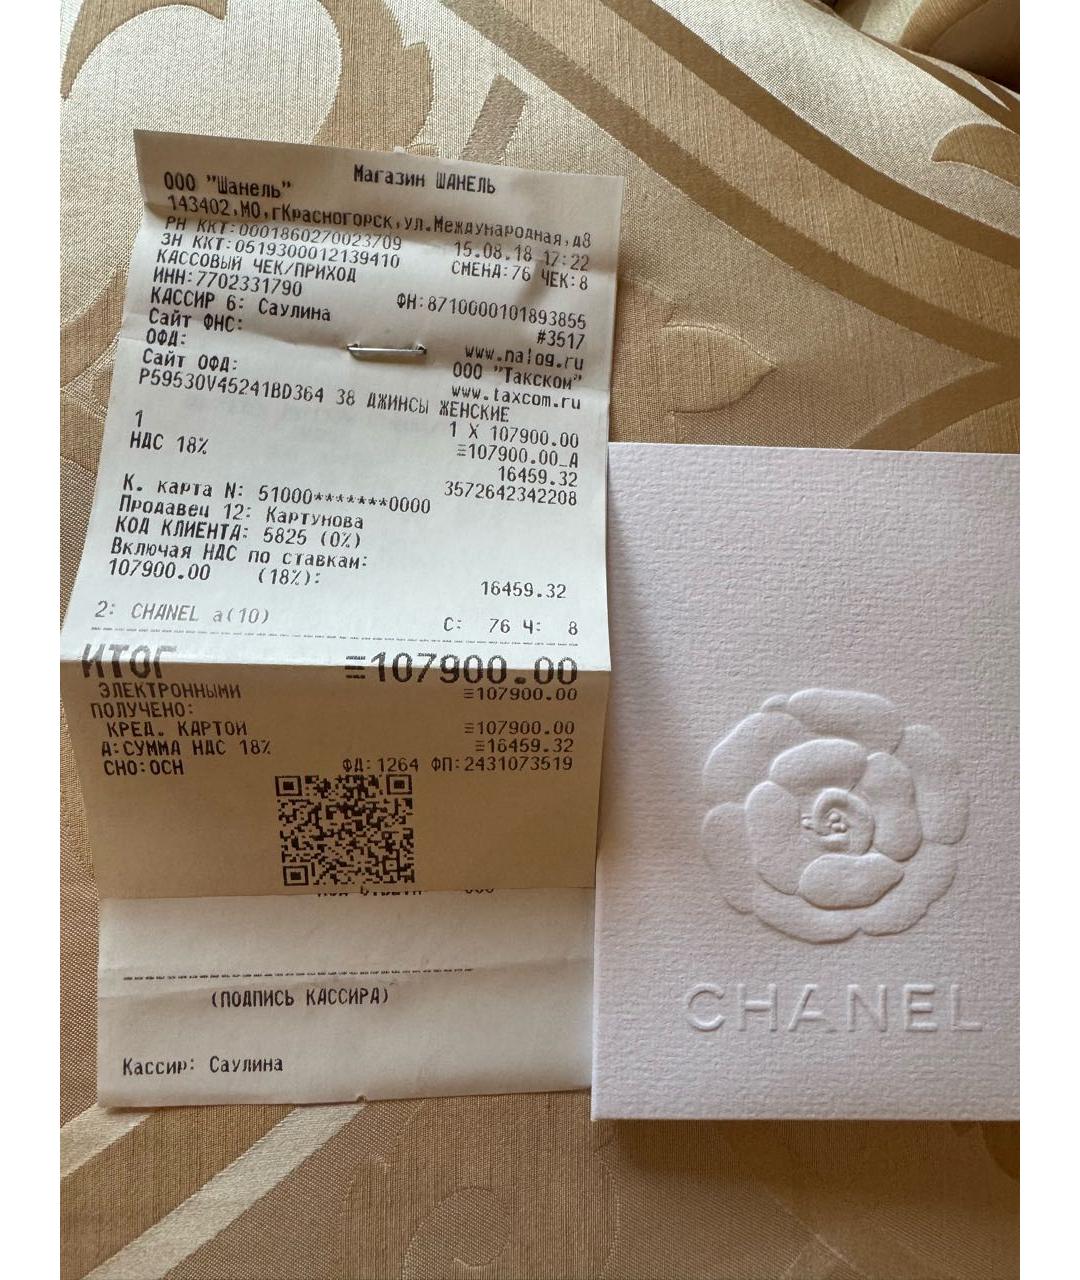 Магазин ШАНЕЛЬ
ООО "Шанель"
143402,МО,гКрасногорск,ул.Международная,д8
РН ККТ:0001860270023709 15.08.18 17:22
ЗН ККТ:0519300012139410 СМЕНА:76 ЧЕК:8
КАССОВЫЙ ЧЕК/ПРИХОД
ИНН:7702331790 ФН:8710000101893855
КАССИР 6: Саулина #3517
Сайт ФНС: www.nalog.ru
ОФД: ООО "Такском"
Сайт ОФД: www.taxcom.ru
P59530V45241BD364 38 ДЖИНСЫ ЖЕНСКИЕ
1 1 X 107900.00
≡107900.00_А
НДС 18% 16459.32
3572642342208
К. карта N: 51000*******0000
Продавец 12: Картунова
КОД КЛИЕНТА: 5825 (0%)
Включая НДС по ставкам:
107900.00 (18%): 16459.32
2: CHANEL a(10) С: 76 Ч: 8
ИТОГ ≡107900.00
ЭЛЕКТРОННЫМИ ≡107900.00
ПОЛУЧЕНО:
КРЕД. КАРТОЙ ≡107900.00
А:СУММА НДС 18% ≡16459.32
СНО:ОСН ФД:1264 ФП:2431073519
(ПОДПИСЬ КАССИРА)
Кассир: Саулина
CHANEL